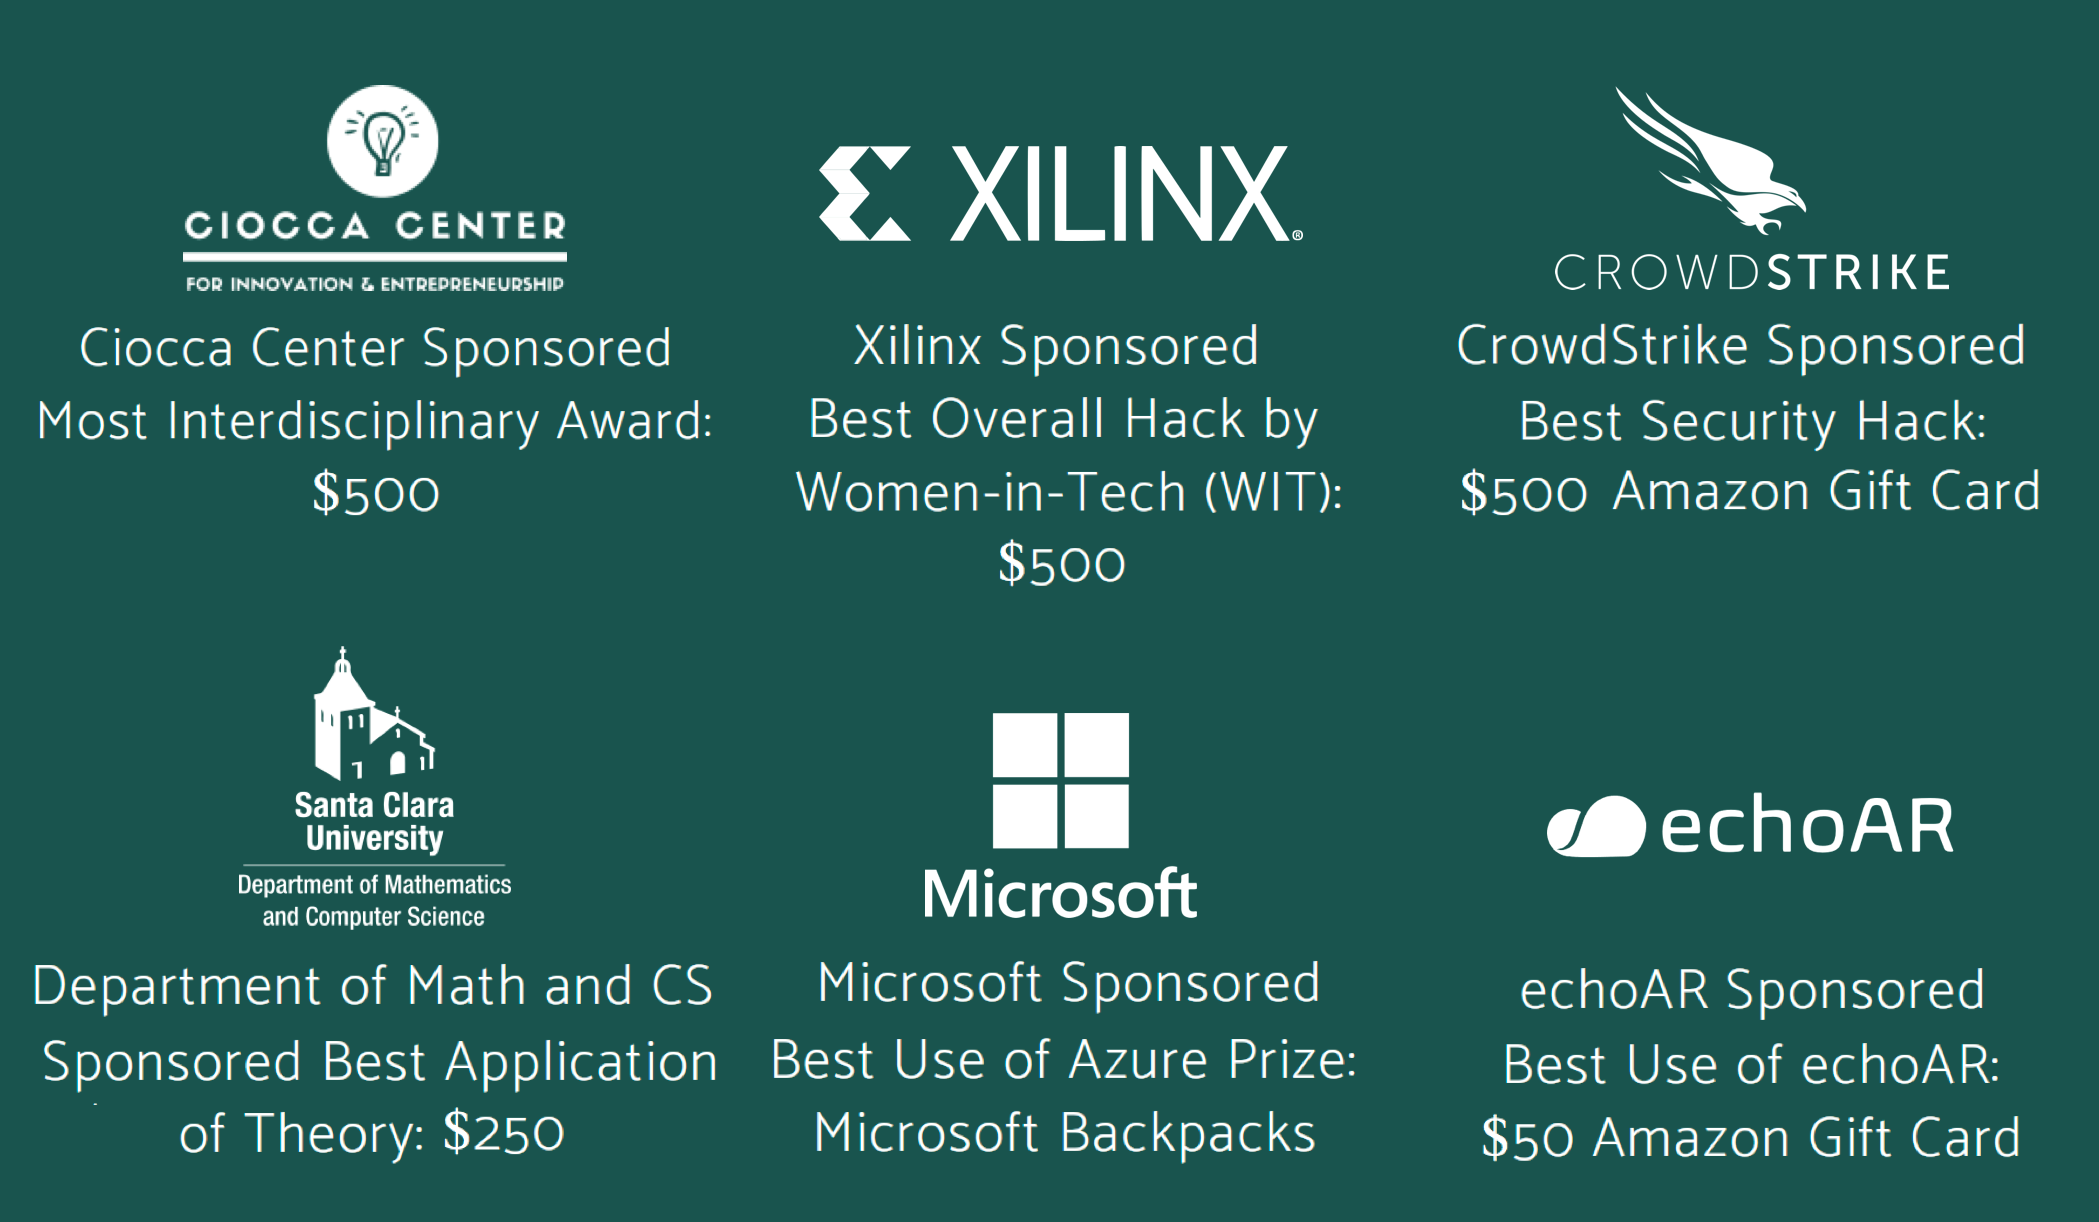 CIOCCA CENTER
FOR INNOVATION & ENTREPRENEURSHIP
Ciocca Center Sponsored
Most Interdisciplinary Award:
$500
XILINX®
Xilinx Sponsored
Best Overall Hack by
Women-in-Tech (WIT):
$500
CROWDSTRIKE
CrowdStrike Sponsored
Best Security Hack:
$500 Amazon Gift Card
Santa Clara
University
Department of Mathematics
and Computer Science
Department of Math and CS
Sponsored Best Application
of Theory: $250
Microsoft
Microsoft Sponsored
Best Use of Azure Prize:
Microsoft Backpacks
echoAR
echoAR Sponsored
Best Use of echoAR:
$50 Amazon Gift Card